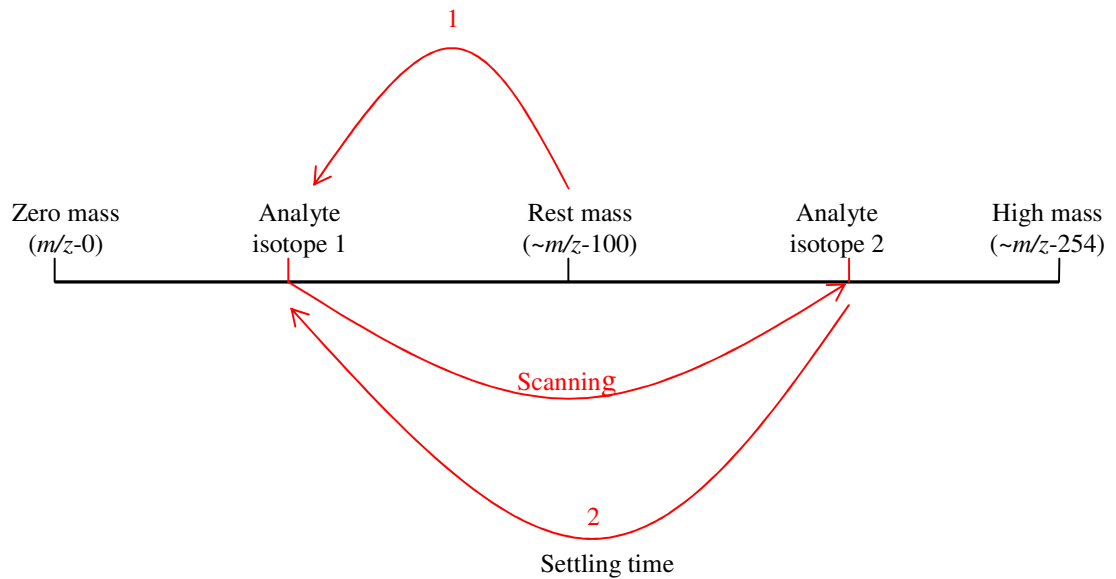 1
Zero mass
(m/z-0)
Analyte
isotope 1
Rest mass
(~m/z-100)
Analyte
isotope 2
High mass
(~m/z-254)
Scanning
2
Settling time